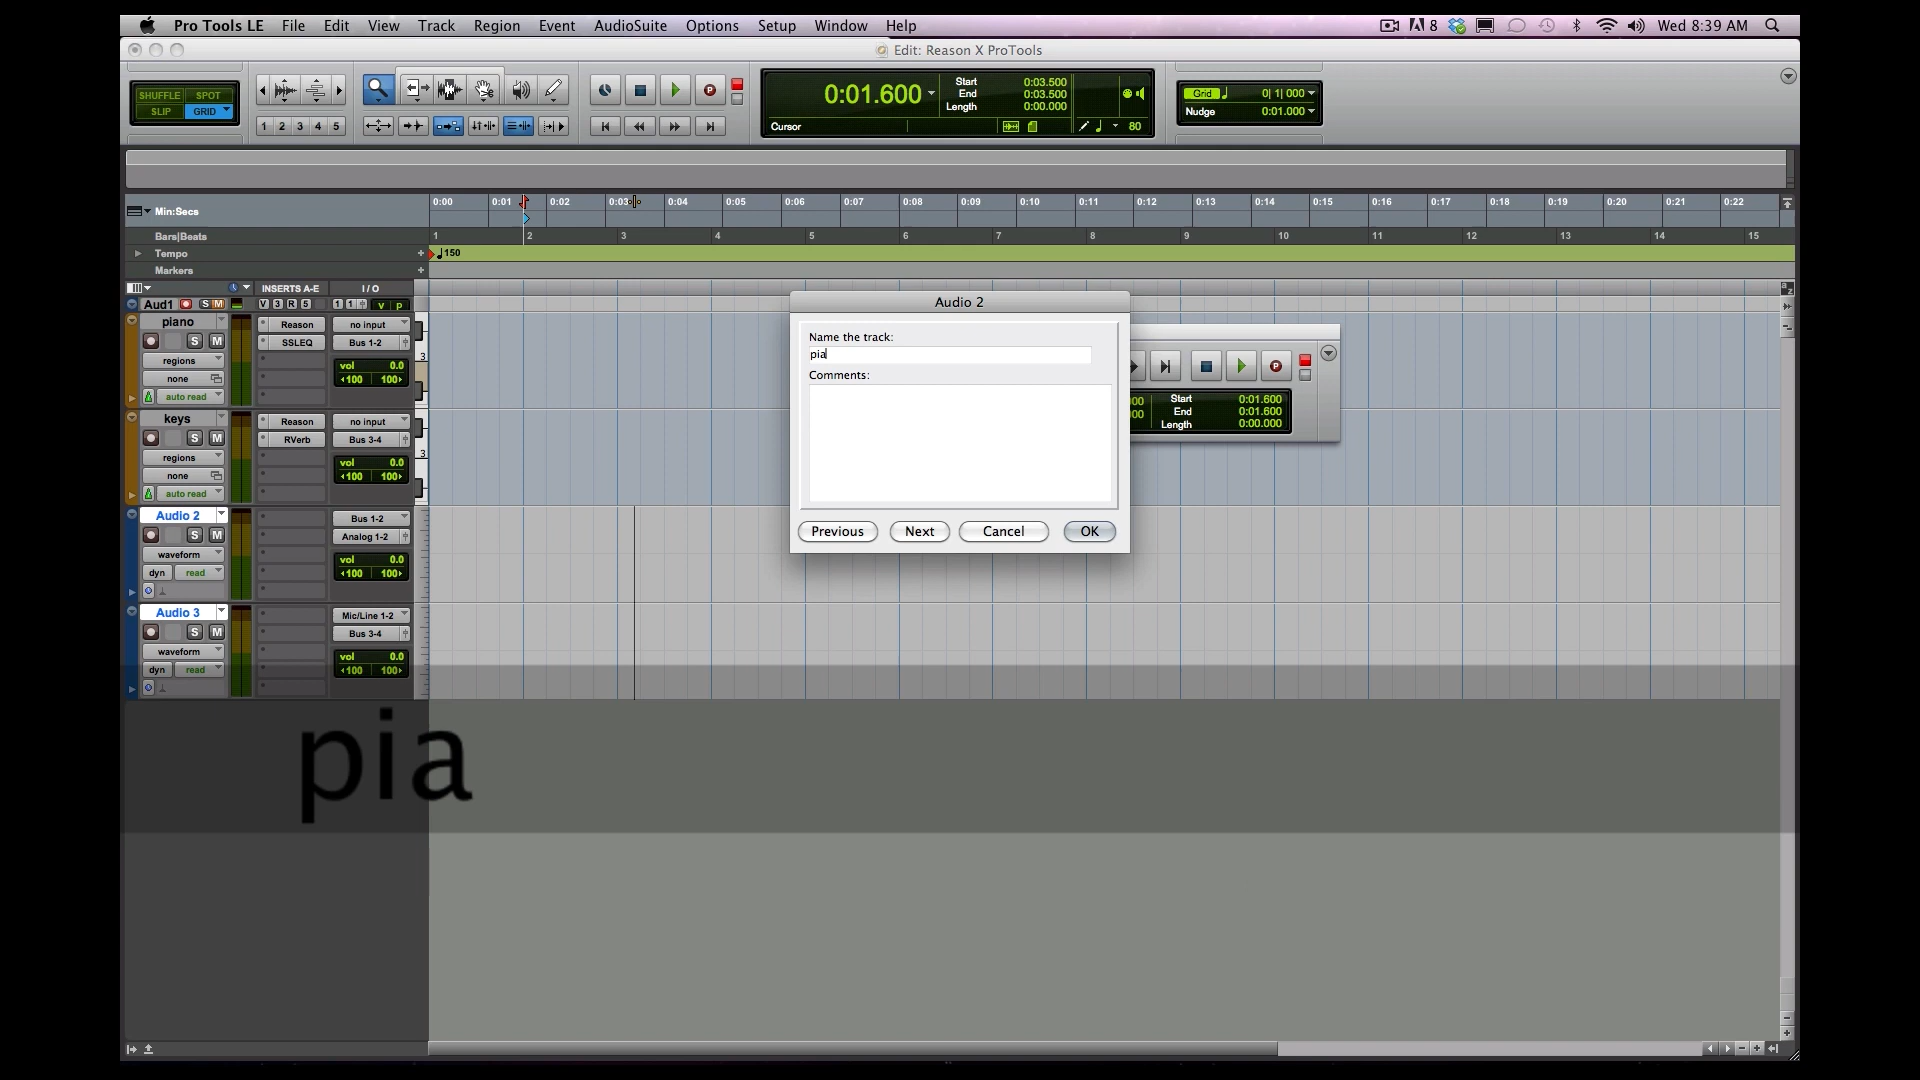 Pro Tools LE File Edit View Track Region Event AudioSuite Options Setup Window Help 8 Wed 8:39 AM
Edit: Reason X ProTools
SHUFFLE SPOT
SLIP GRID
1 2 3 4 5
0:01.600
Start 0:03.500
End 0:03.500
Length 0:00.000
Cursor 80
Grid 0| 1| 000
Nudge 0:01.000
Min:Secs 0:00 0:01 0:02 0:03 0:04 0:05 0:06 0:07 0:08 0:09 0:10 0:11 0:12 0:13 0:14 0:15 0:16 0:17 0:18 0:19 0:20 0:21 0:22
Bars|Beats 1 2 3 4 5 6 7 8 9 10 11 12 13 14 15
Tempo 150
Markers
INSERTS A-E I / O
Aud1 S M V 3 R 5 1 1 v p
piano Reason no input
S M SSLEQ Bus 1-2
regions vol 0.0
none 100 100
auto read
3
keys Reason no input
S M RVerb Bus 3-4
regions vol 0.0
none 100 100
auto read
3
Audio 2 Bus 1-2
S M Analog 1-2
waveform vol 0.0
dyn read 100 100
Audio 3 Mic/Line 1-2
S M Bus 3-4
waveform vol 0.0
dyn read 100 100
Audio 2
Name the track:
pia
Comments:
Previous Next Cancel OK
000 Start 0:01.600
000 End 0:01.600
Length 0:00.000
pia